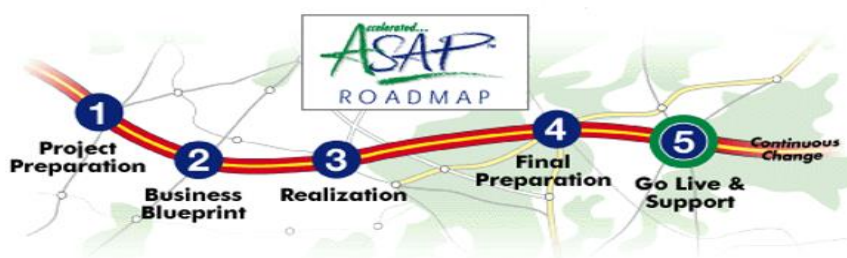 Accelerated...
ASAP™
ROADMAP
1
Project
Preparation
2
Business
Blueprint
3
Realization
4
Final
Preparation
5
Go Live &
Support
Continuous
Change